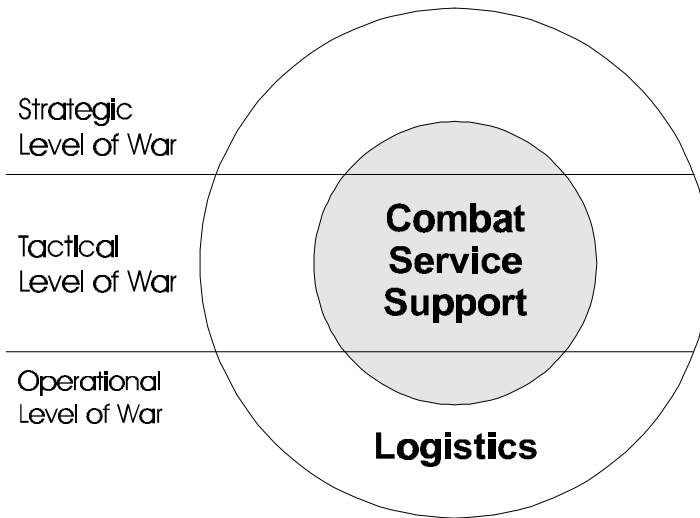 Strategic
Level of War
Combat
Service
Support
Tactical
Level of War
Operational
Level of War
Logistics